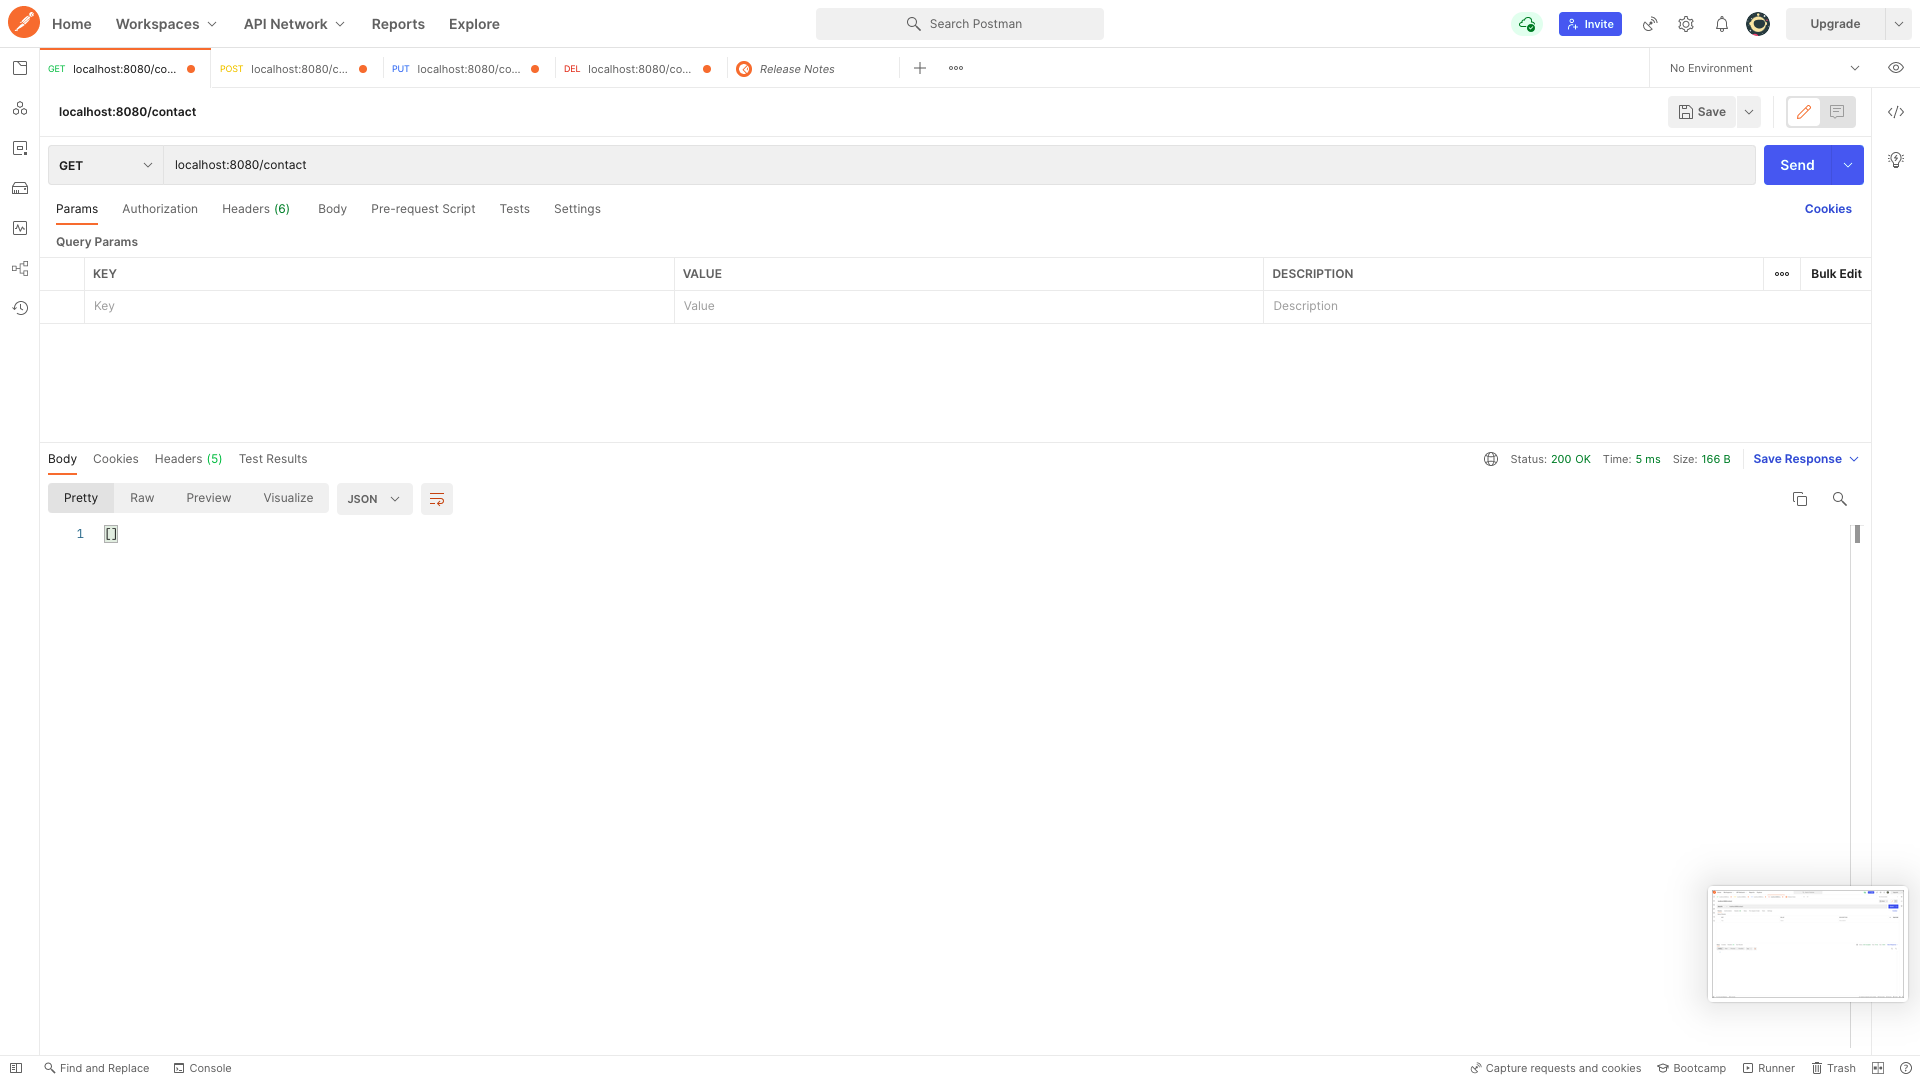 Home Workspaces API Network Reports Explore Search Postman Invite Upgrade
GET localhost:8080/co... POST localhost:8080/c... PUT localhost:8080/co... DEL localhost:8080/co... Release Notes No Environment
localhost:8080/contact Save
GET localhost:8080/contact Send
Params Authorization Headers (6) Body Pre-request Script Tests Settings Cookies
Query Params
KEY VALUE DESCRIPTION Bulk Edit
Key Value Description
Body Cookies Headers (5) Test Results Status: 200 OK Time: 5 ms Size: 166 B Save Response
Pretty Raw Preview Visualize JSON
1 []
Find and Replace Console Capture requests and cookies Bootcamp Runner Trash